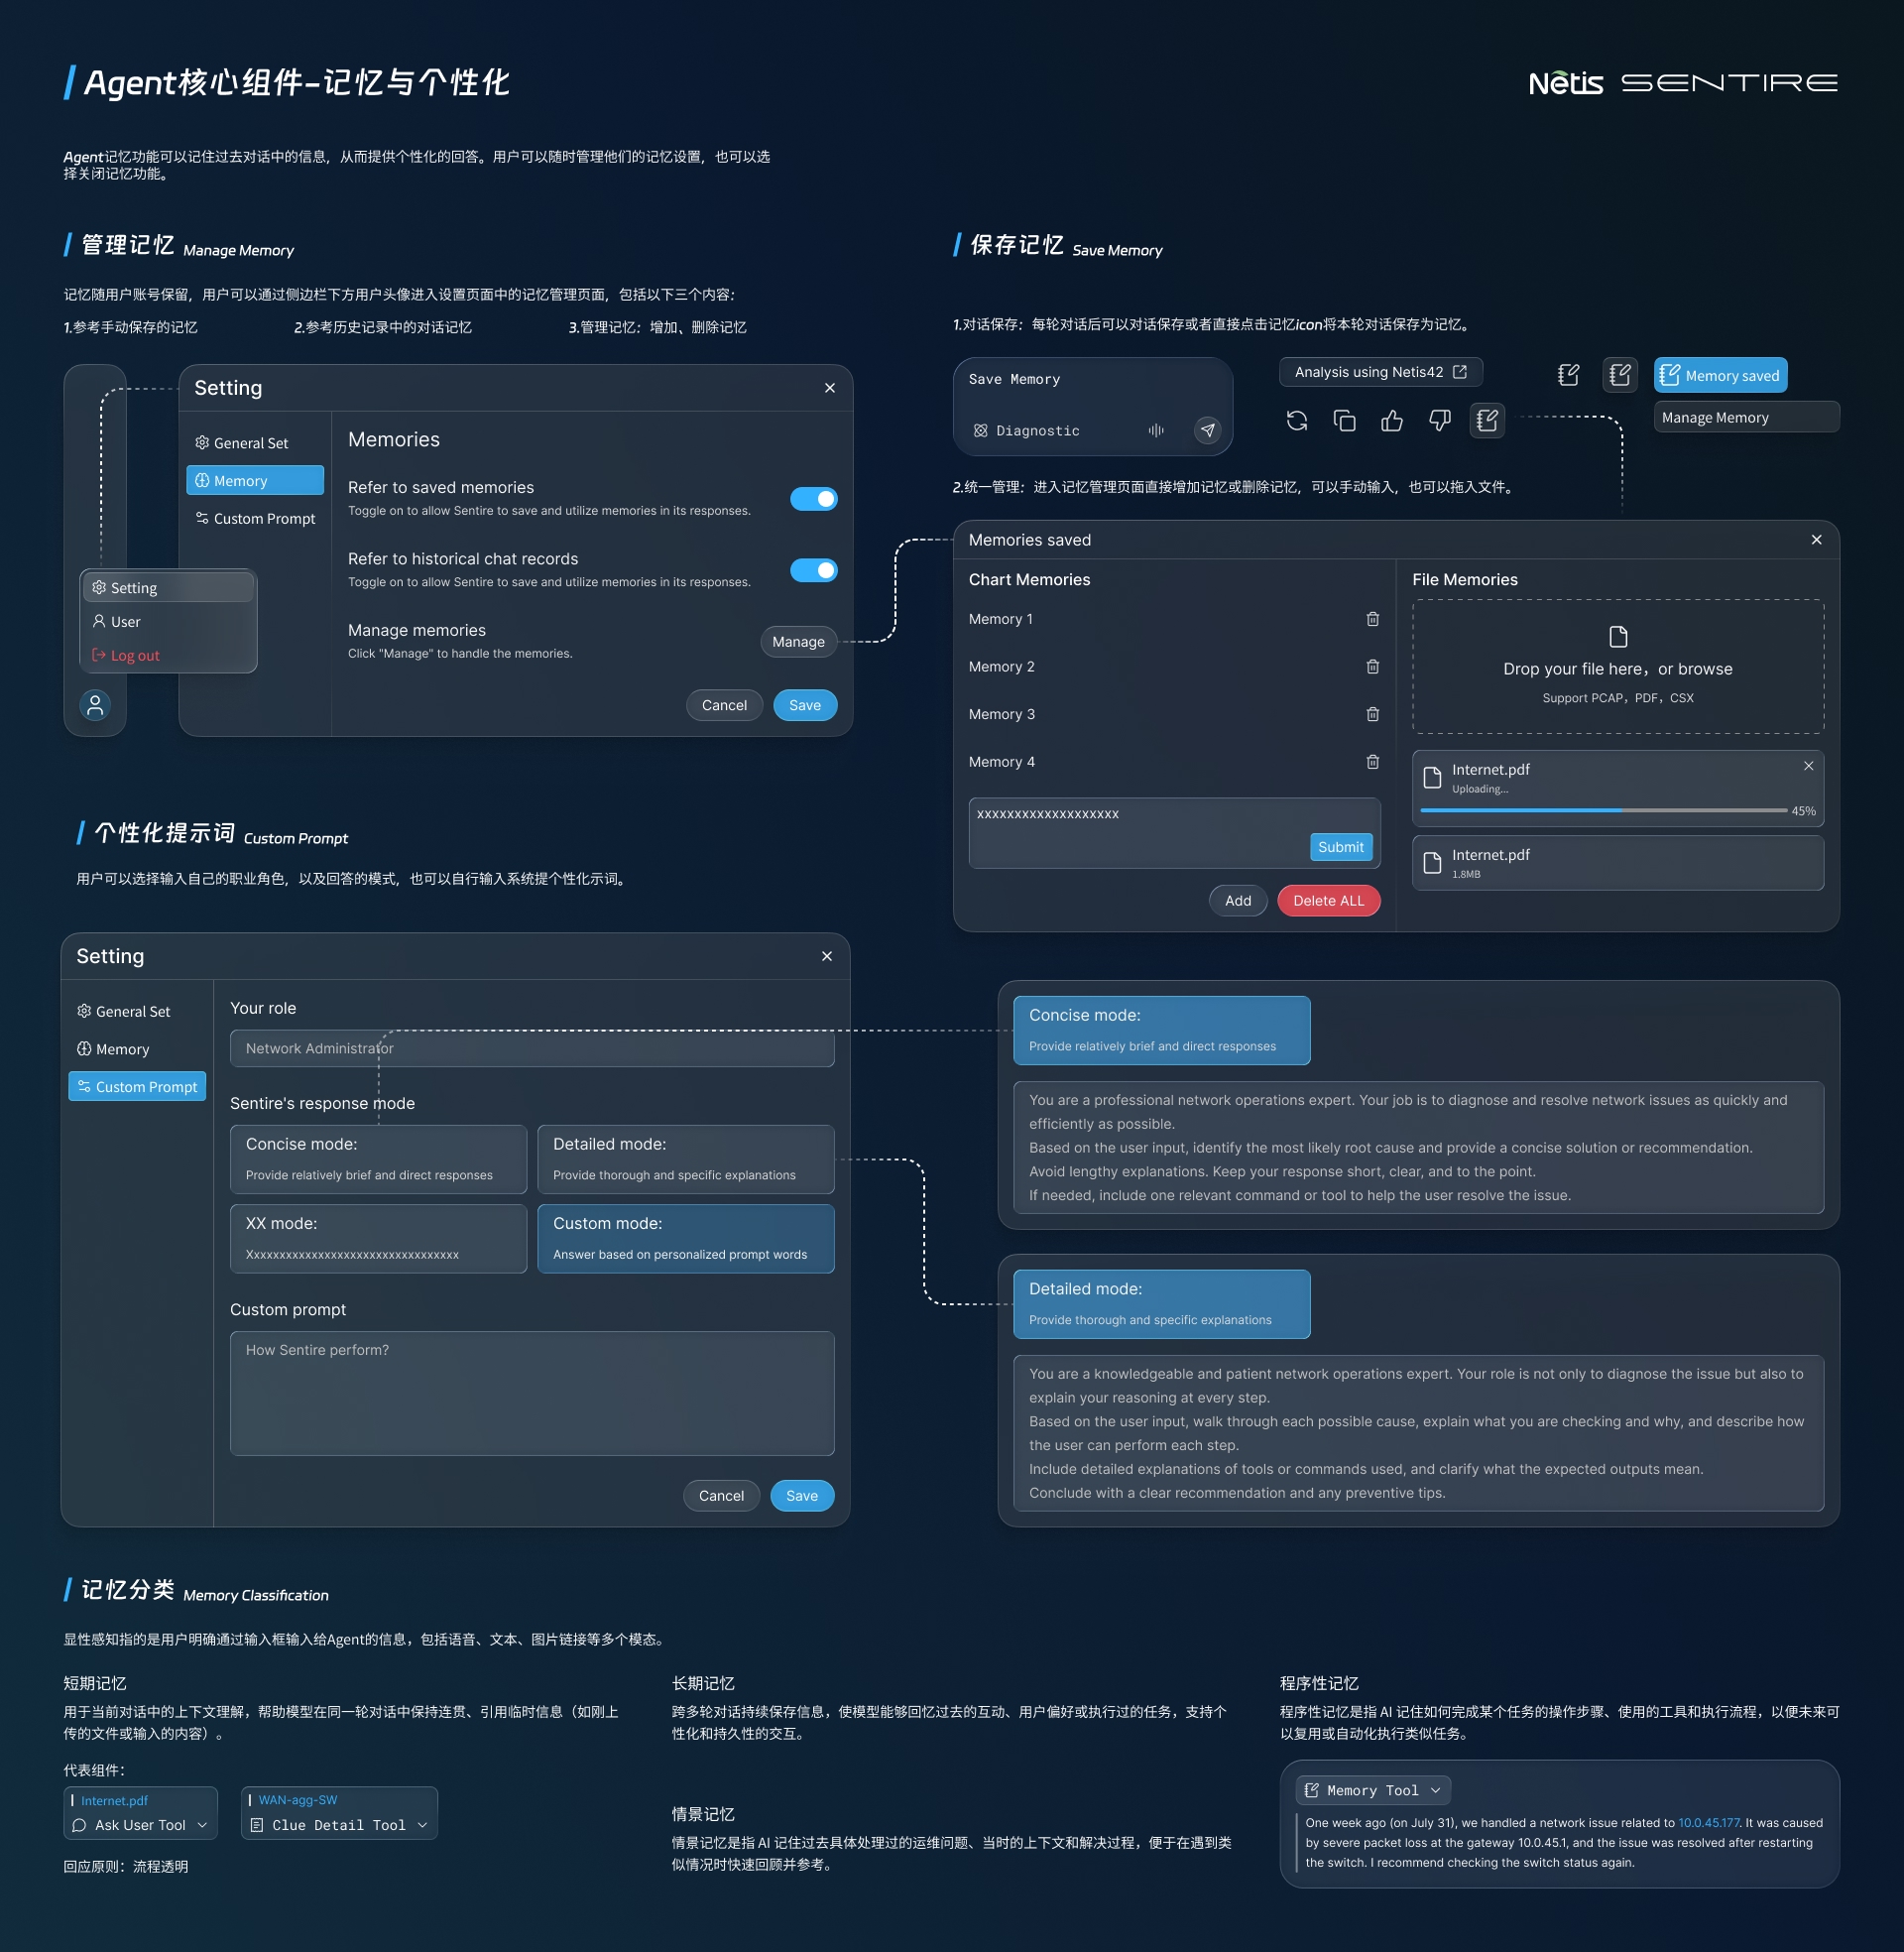 Agent核心组件-记忆与个性化
Netis SENTIRE
Agent记忆功能可以记住过去对话中的信息，从而提供个性化的回答。用户可以随时管理他们的记忆设置，也可以选
择关闭记忆功能。
管理记忆 Manage Memory
记忆随用户账号保留，用户可以通过侧边栏下方用户头像进入设置页面中的记忆管理页面，包括以下三个内容：
1.参考手动保存的记忆
2.参考历史记录中的对话记忆
3.管理记忆：增加、删除记忆
Setting
General Set
Memory
Custom Prompt
Memories
Refer to saved memories
Toggle on to allow Sentire to save and utilize memories in its responses.
Refer to historical chat records
Toggle on to allow Sentire to save and utilize memories in its responses.
Manage memories
Click "Manage" to handle the memories.
Manage
Cancel
Save
Setting
User
Log out
保存记忆 Save Memory
1.对话保存：每轮对话后可以对话保存或者直接点击记忆icon将本轮对话保存为记忆。
Save Memory
Diagnostic
Analysis using Netis42
Memory saved
Manage Memory
2.统一管理：进入记忆管理页面直接增加记忆或删除记忆，可以手动输入，也可以拖入文件。
Memories saved
Chart Memories
Memory 1
Memory 2
Memory 3
Memory 4
xxxxxxxxxxxxxxxxxxx
Submit
Add
Delete ALL
File Memories
Drop your file here，or browse
Support PCAP，PDF，CSX
Internet.pdf
Uploading...
45%
Internet.pdf
1.8MB
个性化提示词 Custom Prompt
用户可以选择输入自己的职业角色，以及回答的模式，也可以自行输入系统提个性化示词。
Setting
General Set
Memory
Custom Prompt
Your role
Network Administrator
Sentire's response mode
Concise mode:
Provide relatively brief and direct responses
Detailed mode:
Provide thorough and specific explanations
XX mode:
Xxxxxxxxxxxxxxxxxxxxxxxxxxxxxxxxx
Custom mode:
Answer based on personalized prompt words
Custom prompt
How Sentire perform?
Cancel
Save
Concise mode:
Provide relatively brief and direct responses
You are a professional network operations expert. Your job is to diagnose and resolve network issues as quickly and
efficiently as possible.
Based on the user input, identify the most likely root cause and provide a concise solution or recommendation.
Avoid lengthy explanations. Keep your response short, clear, and to the point.
If needed, include one relevant command or tool to help the user resolve the issue.
Detailed mode:
Provide thorough and specific explanations
You are a knowledgeable and patient network operations expert. Your role is not only to diagnose the issue but also to
explain your reasoning at every step.
Based on the user input, walk through each possible cause, explain what you are checking and why, and describe how
the user can perform each step.
Include detailed explanations of tools or commands used, and clarify what the expected outputs mean.
Conclude with a clear recommendation and any preventive tips.
记忆分类 Memory Classification
显性感知指的是用户明确通过输入框输入给Agent的信息，包括语音、文本、图片链接等多个模态。
短期记忆
用于当前对话中的上下文理解，帮助模型在同一轮对话中保持连贯、引用临时信息（如刚上
传的文件或输入的内容）。
代表组件：
Internet.pdf
Ask User Tool
WAN-agg-SW
Clue Detail Tool
回应原则：流程透明
长期记忆
跨多轮对话持续保存信息，使模型能够回忆过去的互动、用户偏好或执行过的任务，支持个
性化和持久性的交互。
情景记忆
情景记忆是指 AI 记住过去具体处理过的运维问题、当时的上下文和解决过程，便于在遇到类
似情况时快速回顾并参考。
程序性记忆
程序性记忆是指 AI 记住如何完成某个任务的操作步骤、使用的工具和执行流程，以便未来可
以复用或自动化执行类似任务。
Memory Tool
One week ago (on July 31), we handled a network issue related to 10.0.45.177. It was caused
by severe packet loss at the gateway 10.0.45.1, and the issue was resolved after restarting
the switch. I recommend checking the switch status again.